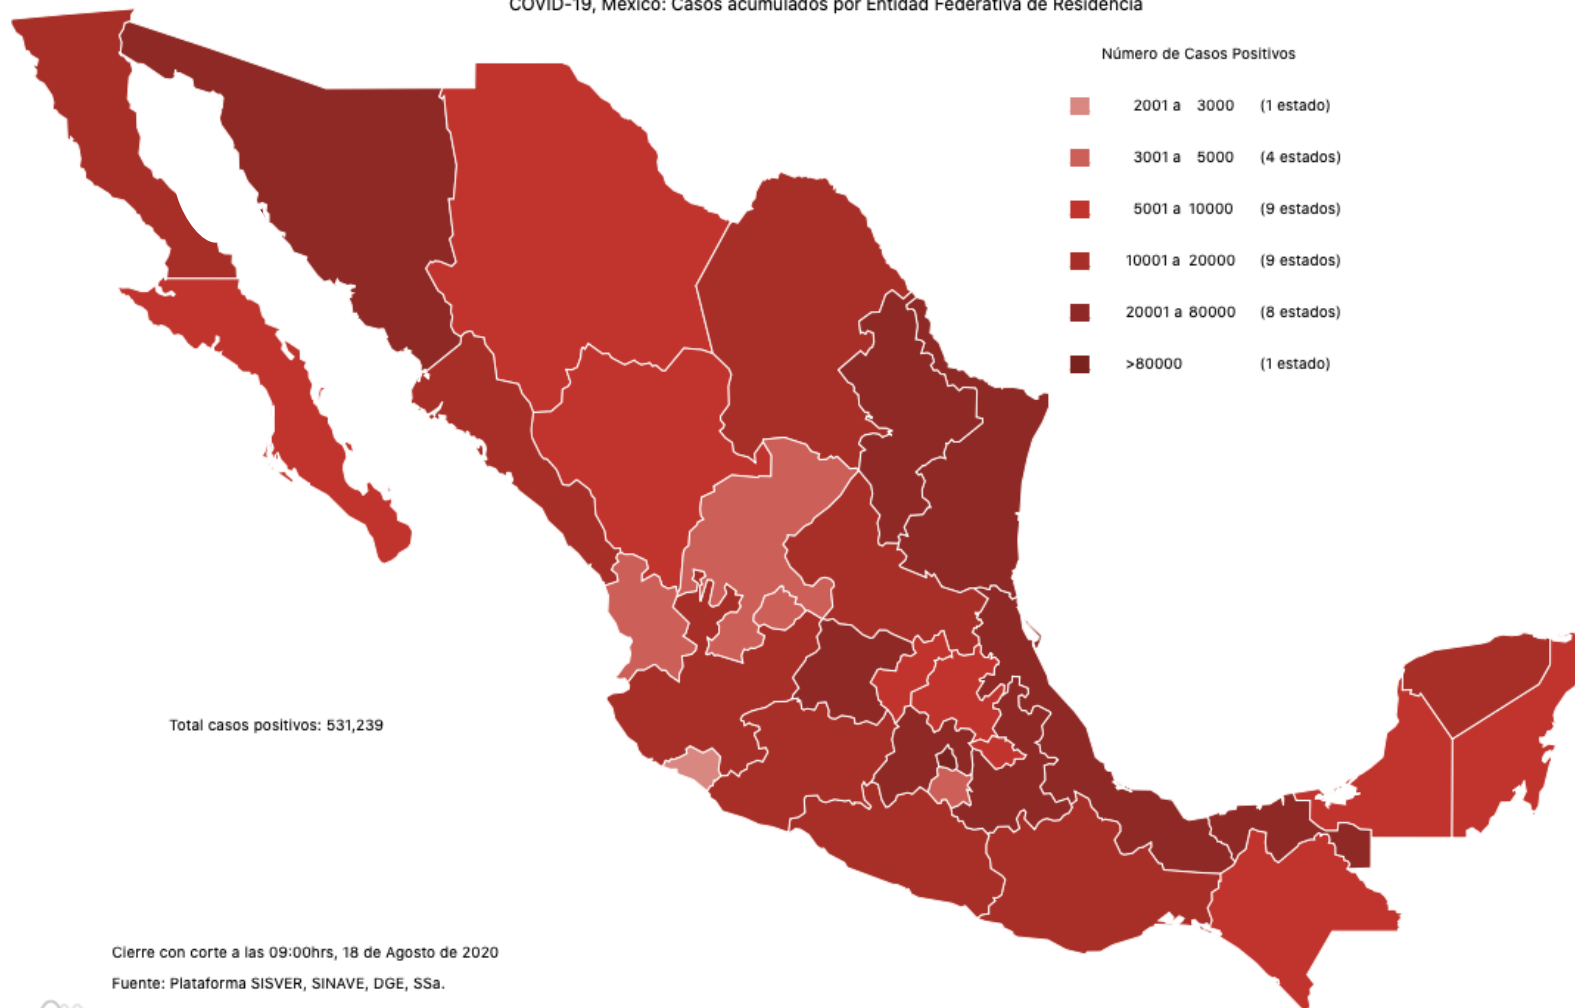 COVID-19, México: Casos acumulados por Entidad Federativa de Residencia
Número de Casos Positivos
2001 a 3000 (1 estado)
3001 a 5000 (4 estados)
5001 a 10000 (9 estados)
10001 a 20000 (9 estados)
20001 a 80000 (8 estados)
>80000 (1 estado)
Total casos positivos: 531,239
Cierre con corte a las 09:00hrs, 18 de Agosto de 2020
Fuente: Plataforma SISVER, SINAVE, DGE, SSa.